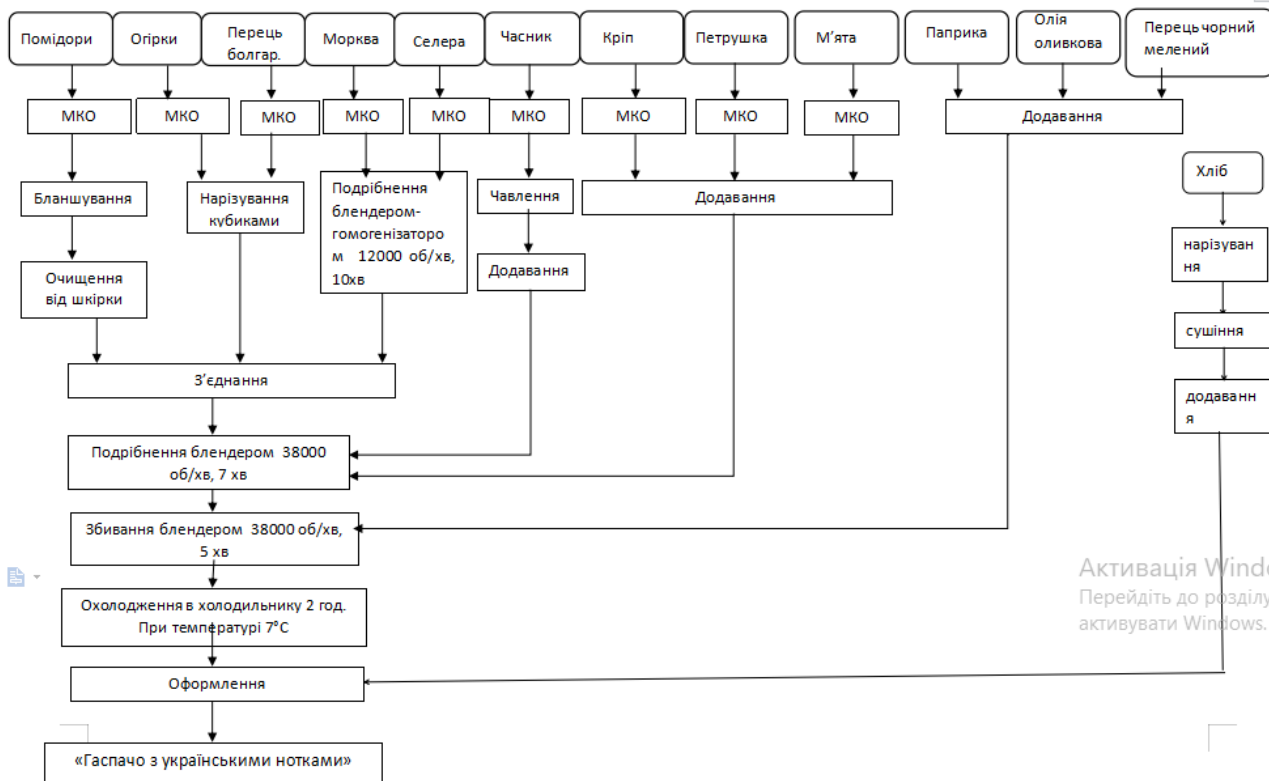 Помідори
Огірки
Перець
болгар.
Морква
Селера
Часник
Кріп
Петрушка
М’ята
Паприка
Олія
оливкова
Перець чорний
мелений
МКО
МКО
МКО
МКО
МКО
МКО
МКО
МКО
МКО
Додавання
Хліб
Бланшування
Нарізування
кубиками
Подрібнення
блендером-
гомогенізаторо
м 12000 об/хв,
10хв
Чавлення
Додавання
нарізуван
ня
Очищення
від шкірки
Додавання
сушіння
З’єднання
додаванн
я
Подрібнення блендером 38000
об/хв, 7 хв
Збивання блендером 38000 об/хв,
5 хв
Охолодження в холодильнику 2 год.
При температурі 7°С
Активація Windo
Перейдіть до розділу
активувати Windows.
Оформлення
«Гаспачо з українськими нотками»